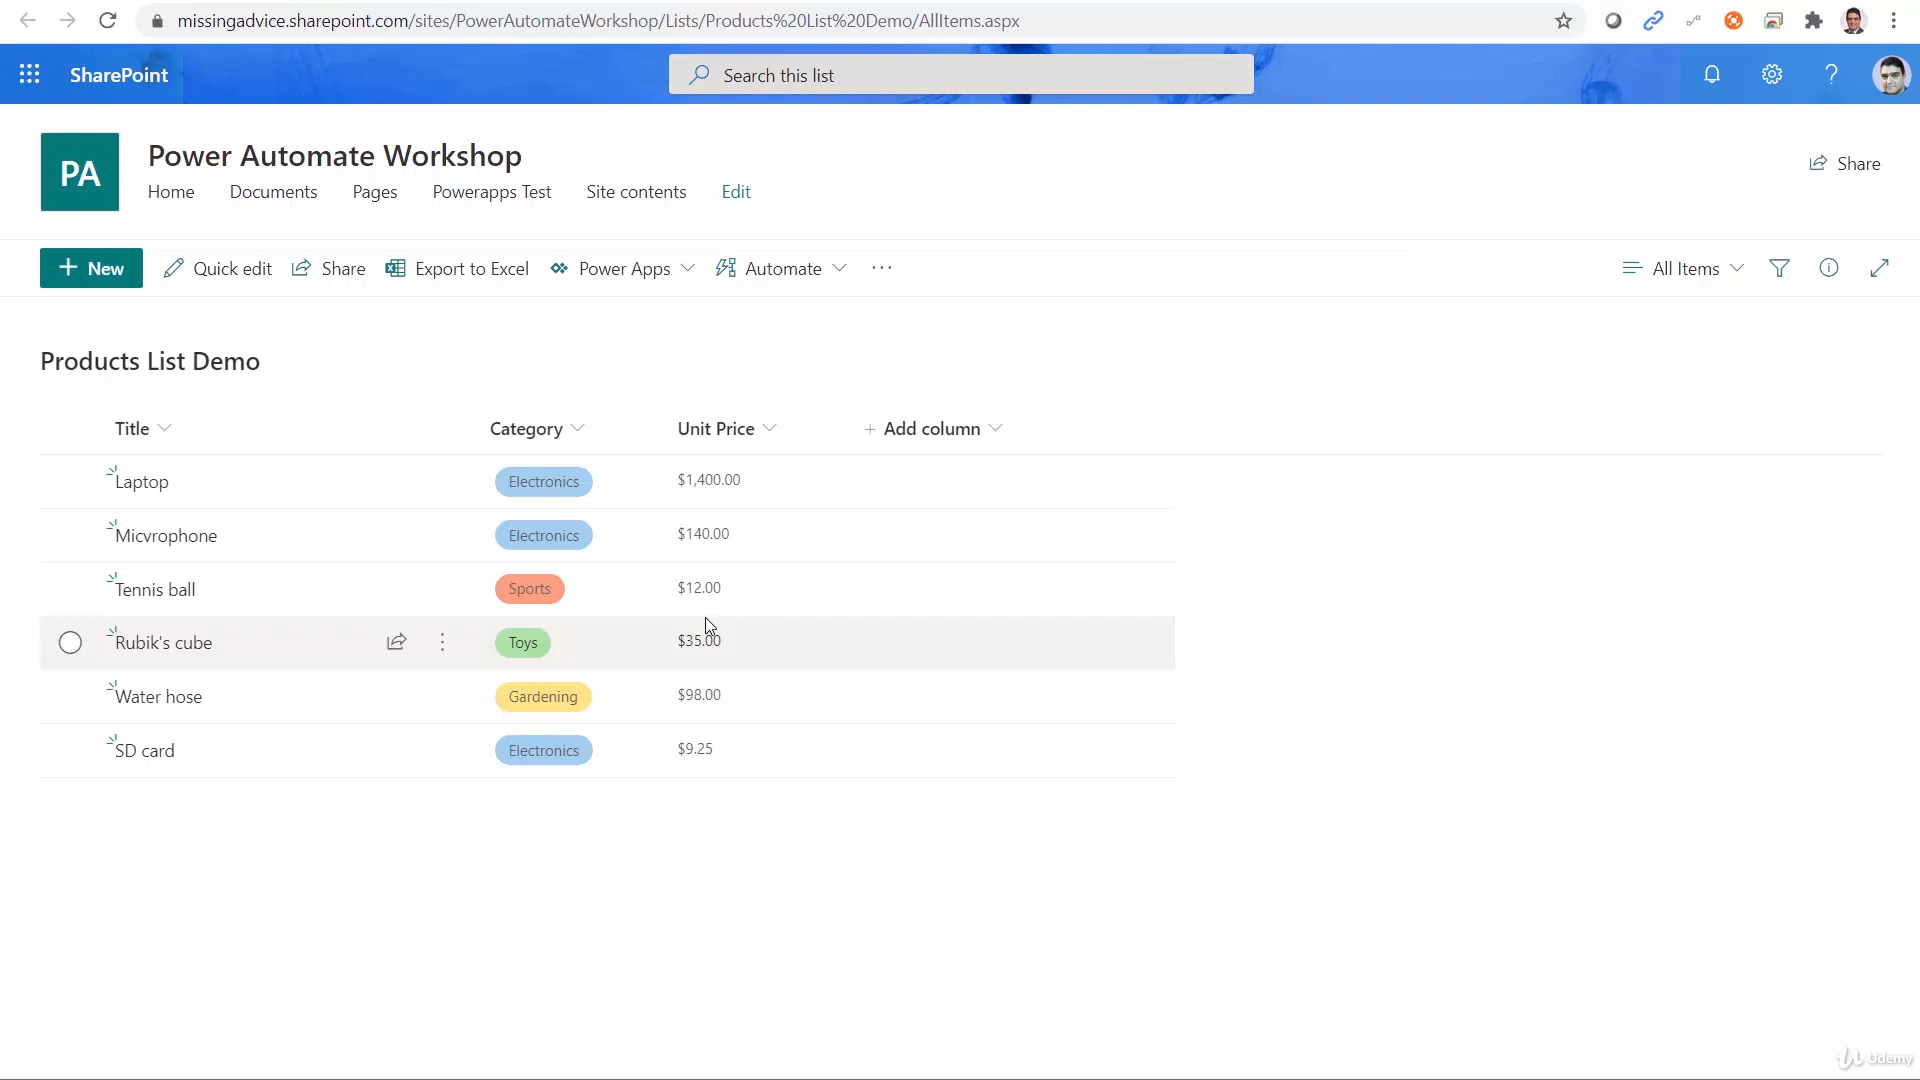 missingadvice.sharepoint.com/sites/PowerAutomateWorkshop/Lists/Products%20List%20Demo/AllItems.aspx
SharePoint
Search this list
PA
Power Automate Workshop
Share
Home Documents Pages Powerapps Test Site contents Edit
+ New Quick edit Share Export to Excel Power Apps Automate ... All Items
Products List Demo
Title Category Unit Price + Add column
Laptop Electronics $1,400.00
Micvrophone Electronics $140.00
Tennis ball Sports $12.00
Rubik's cube Toys $35.00
Water hose Gardening $98.00
SD card Electronics $9.25
Udemy